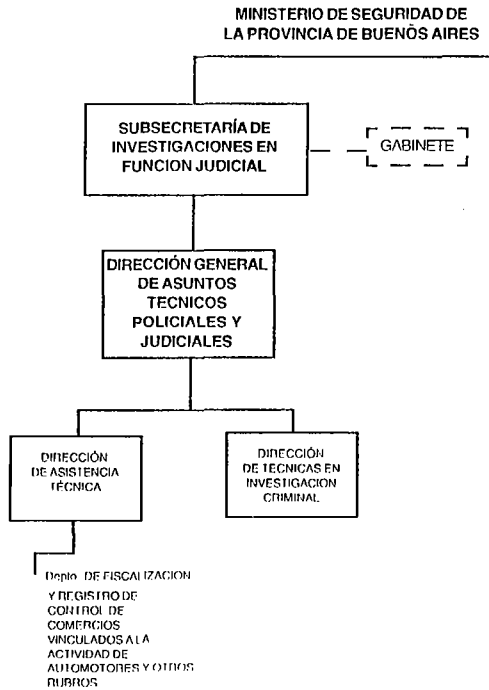 MINISTERIO DE SEGURIDAD DE
LA PROVINCIA DE BUENOS AIRES
SUBSECRETARÍA DE
INVESTIGACIONES EN
FUNCION JUDICIAL
GABINETE
DIRECCIÓN GENERAL
DE ASUNTOS
TECNICOS
POLICIALES Y
JUDICIALES
DIRECCIÓN
DE ASISTENCIA
TÉCNICA
DIRECCIÓN
DE TECNICAS EN
INVESTIGACION
CRIMINAL
Depto. DE FISCALIZACION
Y REGISTRO DE
CONTROL DE
COMERCIOS
VINCULADOS A LA
ACTIVIDAD DE
AUTOMOTORES Y OTROS
RUBROS